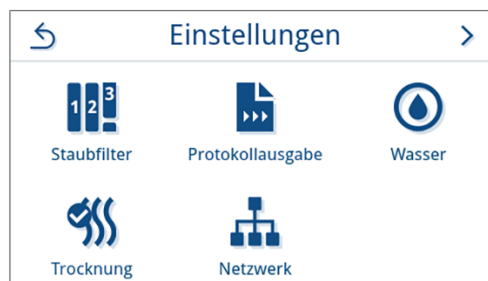 Einstellungen
1 2 3
Staubfilter Protokollausgabe Wasser
Trocknung Netzwerk